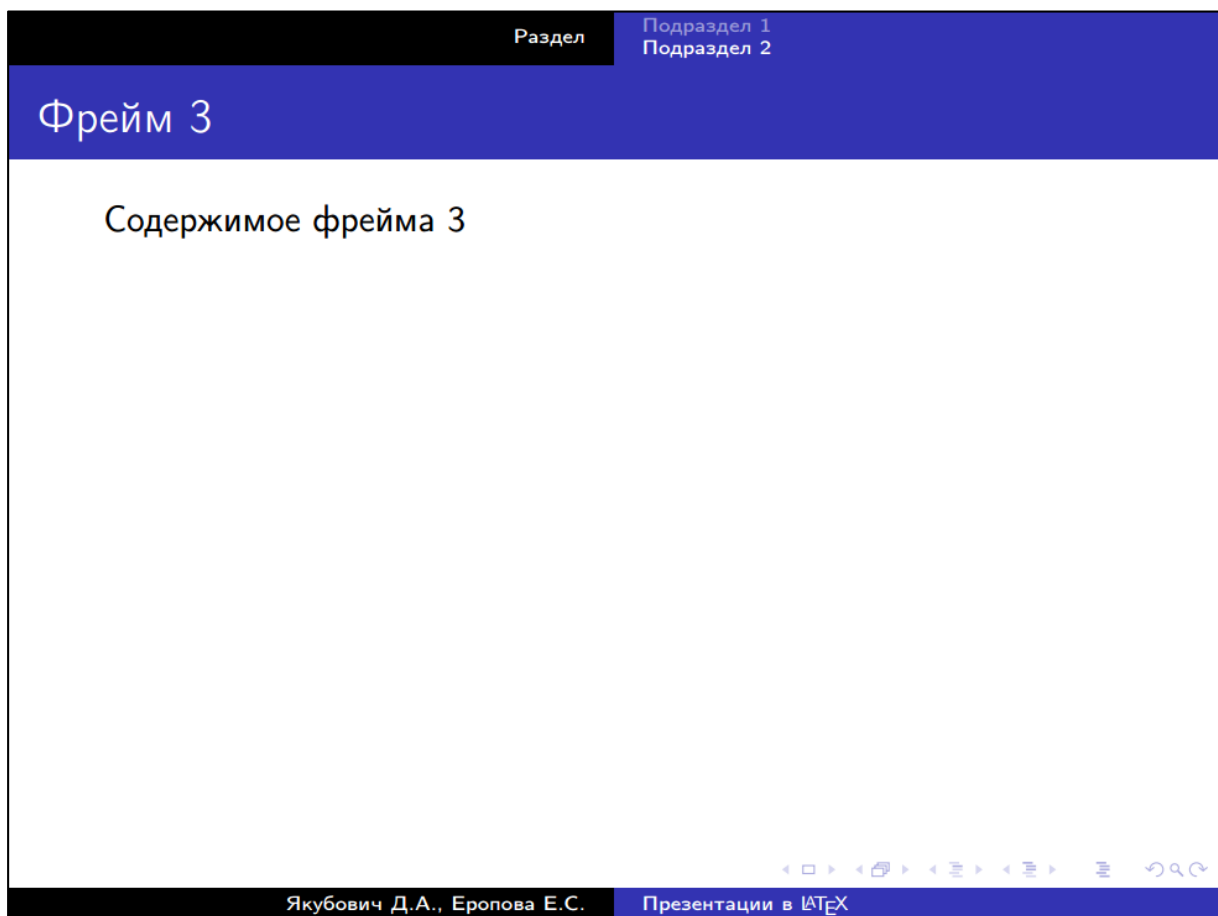 Раздел
Подраздел 1
Подраздел 2
Фрейм 3
Содержимое фрейма 3
Якубович Д.А., Еропова Е.С.
Презентации в LATEX